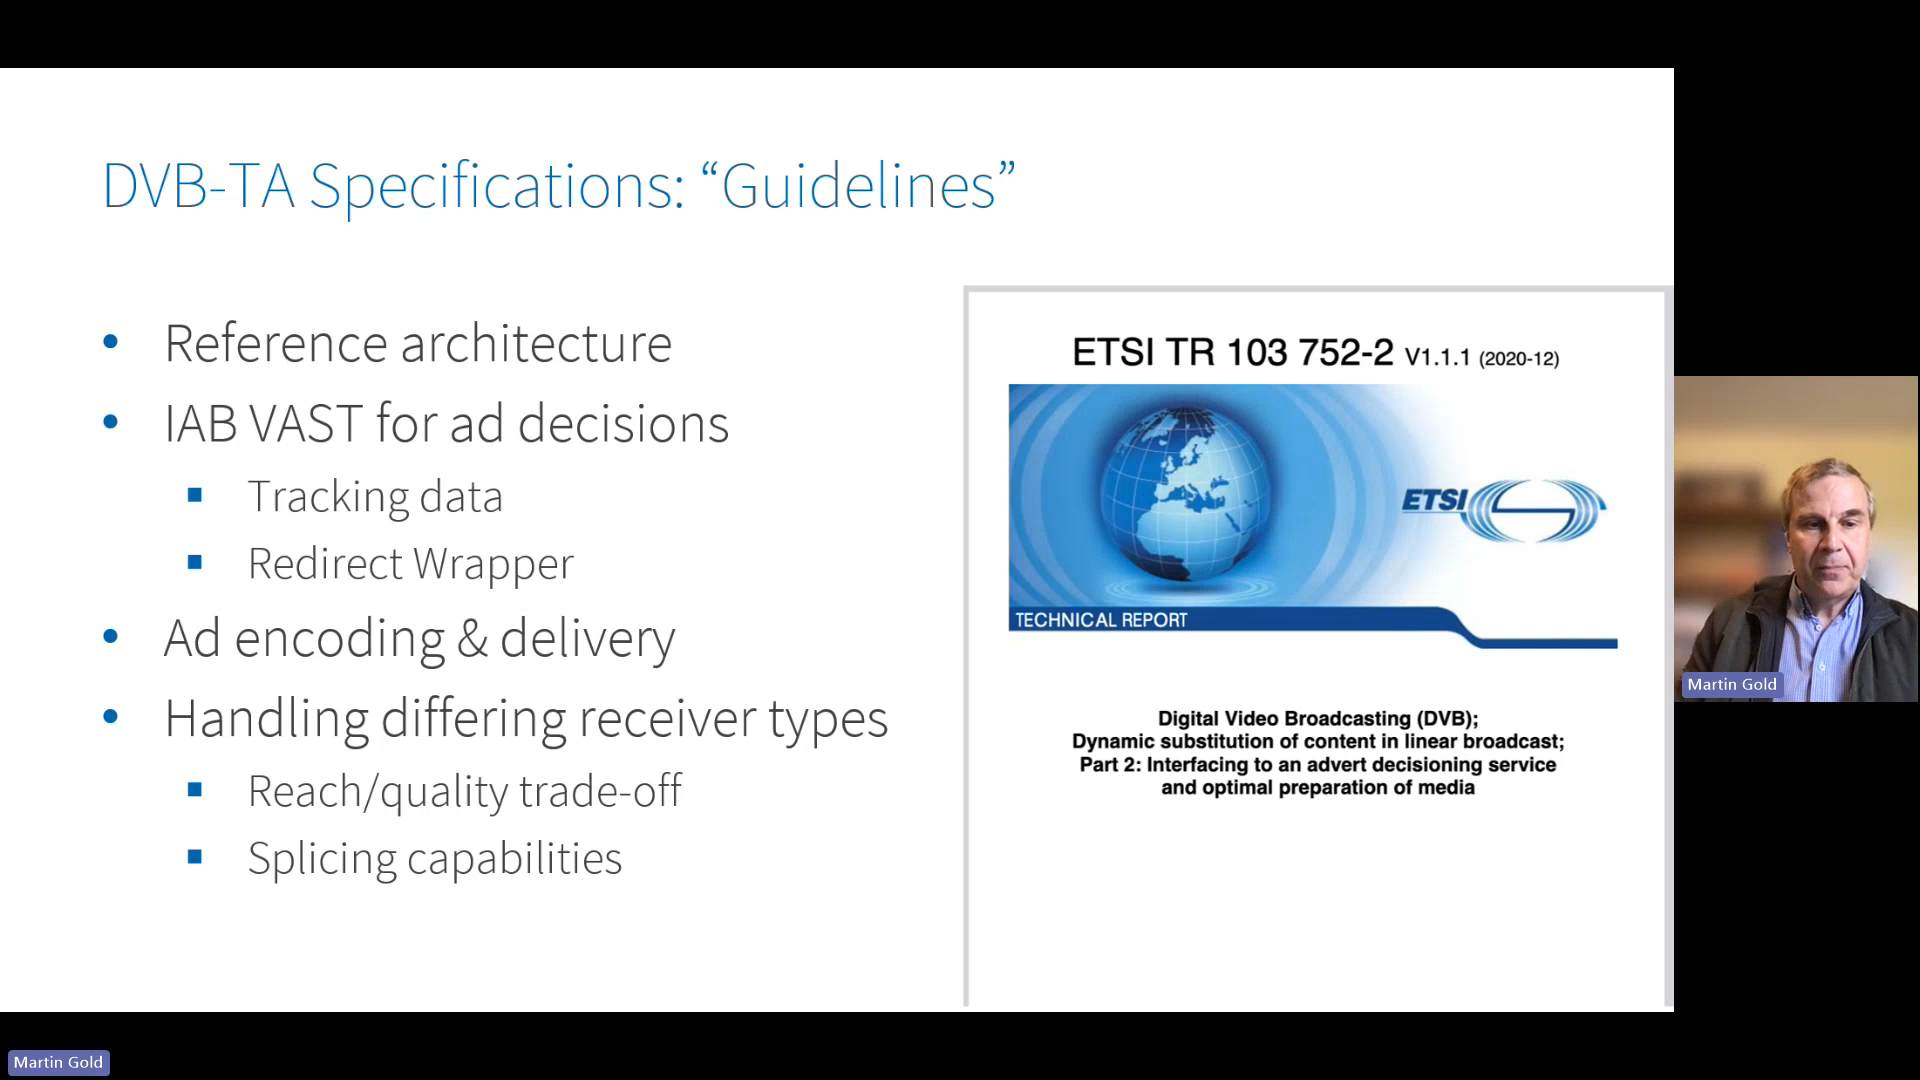 DVB-TA Specifications: “Guidelines”
• Reference architecture
• IAB VAST for ad decisions
▪ Tracking data
▪ Redirect Wrapper
• Ad encoding & delivery
• Handling differing receiver types
▪ Reach/quality trade-off
▪ Splicing capabilities
ETSI TR 103 752-2 V1.1.1 (2020-12)
ETSI
TECHNICAL REPORT
Digital Video Broadcasting (DVB);
Dynamic substitution of content in linear broadcast;
Part 2: Interfacing to an advert decisioning service
and optimal preparation of media
Martin Gold
Martin Gold